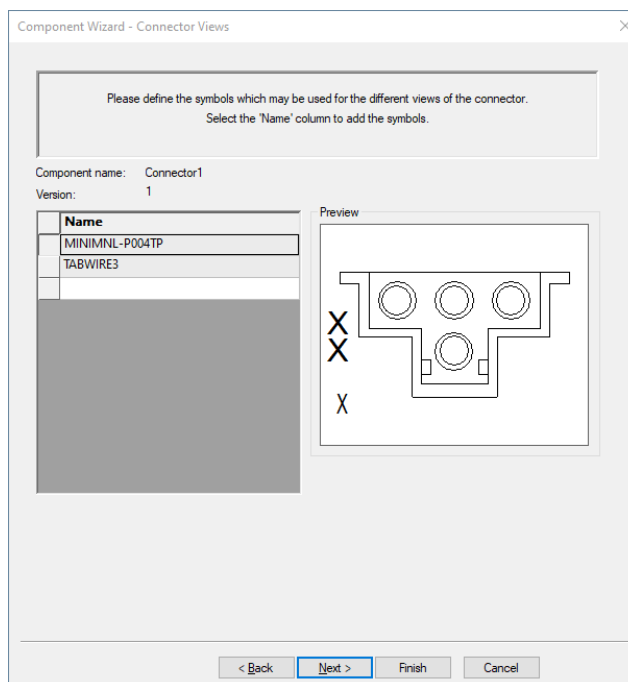 Component Wizard - Connector Views
Please define the symbols which may be used for the different views of the connector.
Select the 'Name' column to add the symbols.
Component name: Connector1
Version: 1
Name
MINIMNL-P004TP
TABWIRE3
Preview
X
X
X
< Back Next > Finish Cancel